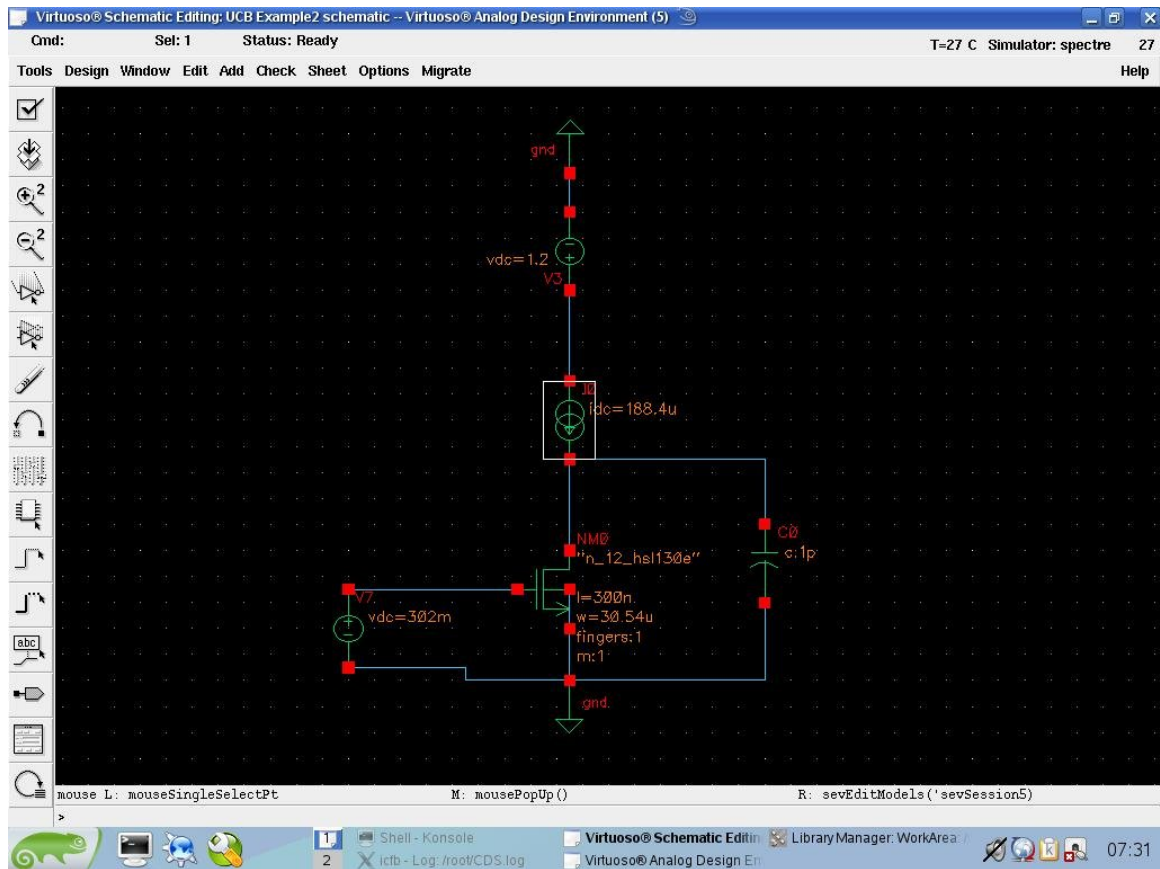 Virtuoso® Schematic Editing: UCB Example2 schematic -- Virtuoso® Analog Design Environment (5)
Cmd: Sel: 1 Status: Ready T=27 C Simulator: spectre 27
Tools Design Window Edit Add Check Sheet Options Migrate Help
2
2
abc
gnd
vdc=1.2
V3
idc=188.4u
NM0
"n_12_hsl130e"
l=300n
w=30.54u
fingers:1
m:1
C0
c:1p
V7
vdc=302m
gnd
mouse L: mouseSingleSelectPt M: mousePopUp() R: sevEditModels('sevSession5)
>
1
2
Shell - Konsole
icfb - Log: /root/CDS.log
Virtuoso® Schematic Editin
Virtuoso® Analog Design En
Library Manager: WorkArea:
07:31